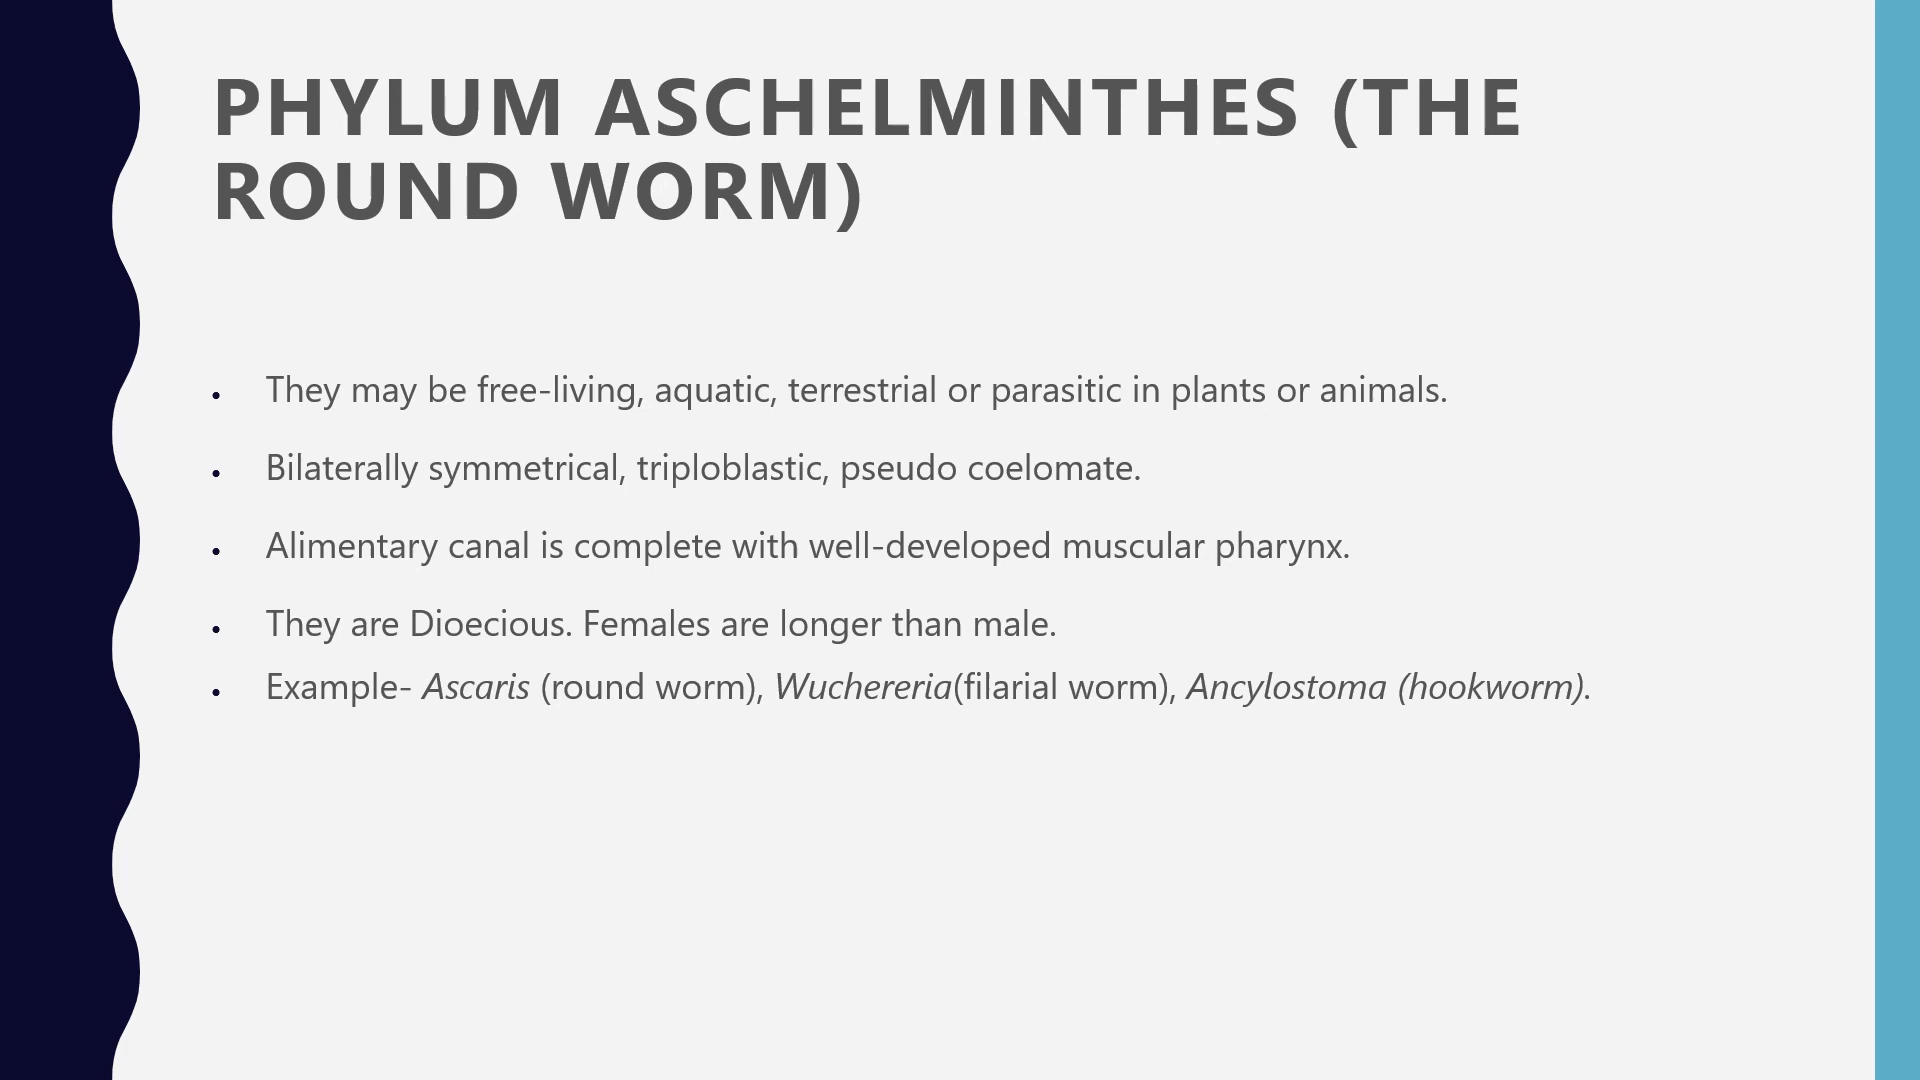 PHYLUM ASCHELMINTHES (THE
ROUND WORM)
• They may be free-living, aquatic, terrestrial or parasitic in plants or animals.
• Bilaterally symmetrical, triploblastic, pseudo coelomate.
• Alimentary canal is complete with well-developed muscular pharynx.
• They are Dioecious. Females are longer than male.
• Example- Ascaris (round worm), Wuchereria(filarial worm), Ancylostoma (hookworm).